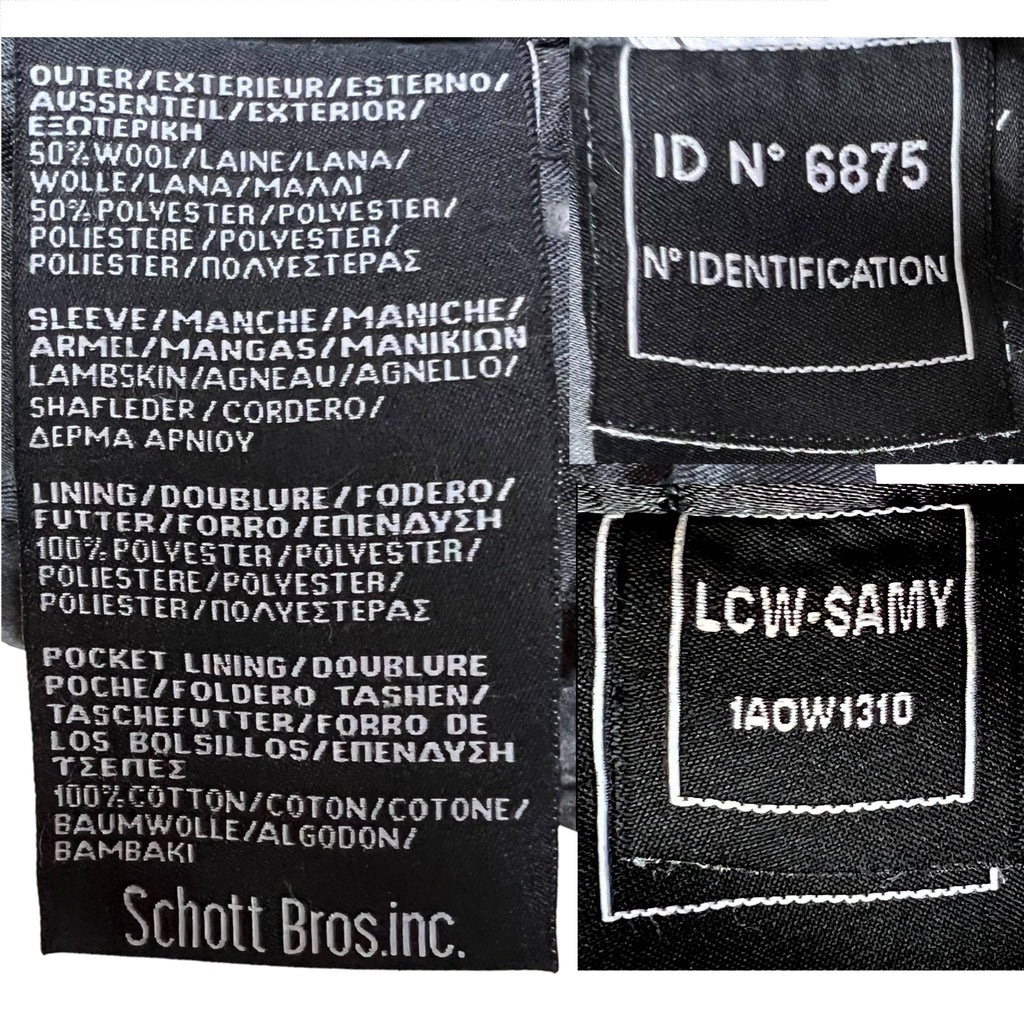 OUTER/EXTERIEUR/ESTERNO/
AUSSENTEIL/EXTERIOR/
ΕΞΩΤΕΡΙΚΗ
50% WOOL/LAINE/LANA/
WOLLE/LANA/ΜΑΛΛΙ
50% POLYESTER/POLYESTER/
POLIESTERE/POLYESTER/
POLIESTER/ΠΟΛΥΕΣΤΕΡΑΣ
SLEEVE/MANCHE/MANICHE/
ARMEL/MANGAS/ΜΑΝΙΚΙΩΝ
LAMBSKIN/AGNEAU/AGNELLO/
SHAFLEDER/CORDERO/
ΔΕΡΜΑ ΑΡΝΙΟΥ
LINING/DOUBLURE/FODERO/
FUTTER/FORRO/ΕΠΕΝΔΥΣΗ
100% POLYESTER/POLYESTER/
POLIESTERE/POLYESTER/
POLIESTER/ΠΟΛΥΕΣΤΕΡΑΣ
POCKET LINING/DOUBLURE
POCHE/FOLDERO TASHEN/
TASCHEFUTTER/FORRO DE
LOS BOLSILLOS/ΕΠΕΝΔΥΣΗ
ΤΣΕΠΕΣ
100% COTTON/COTON/COTONE/
BAUMWOLLE/ALGODON/
ΒΑΜΒΑΚΙ
Schott Bros.inc.
ID N° 6875
N° IDENTIFICATION
LCW-SAMY
1AOW1310